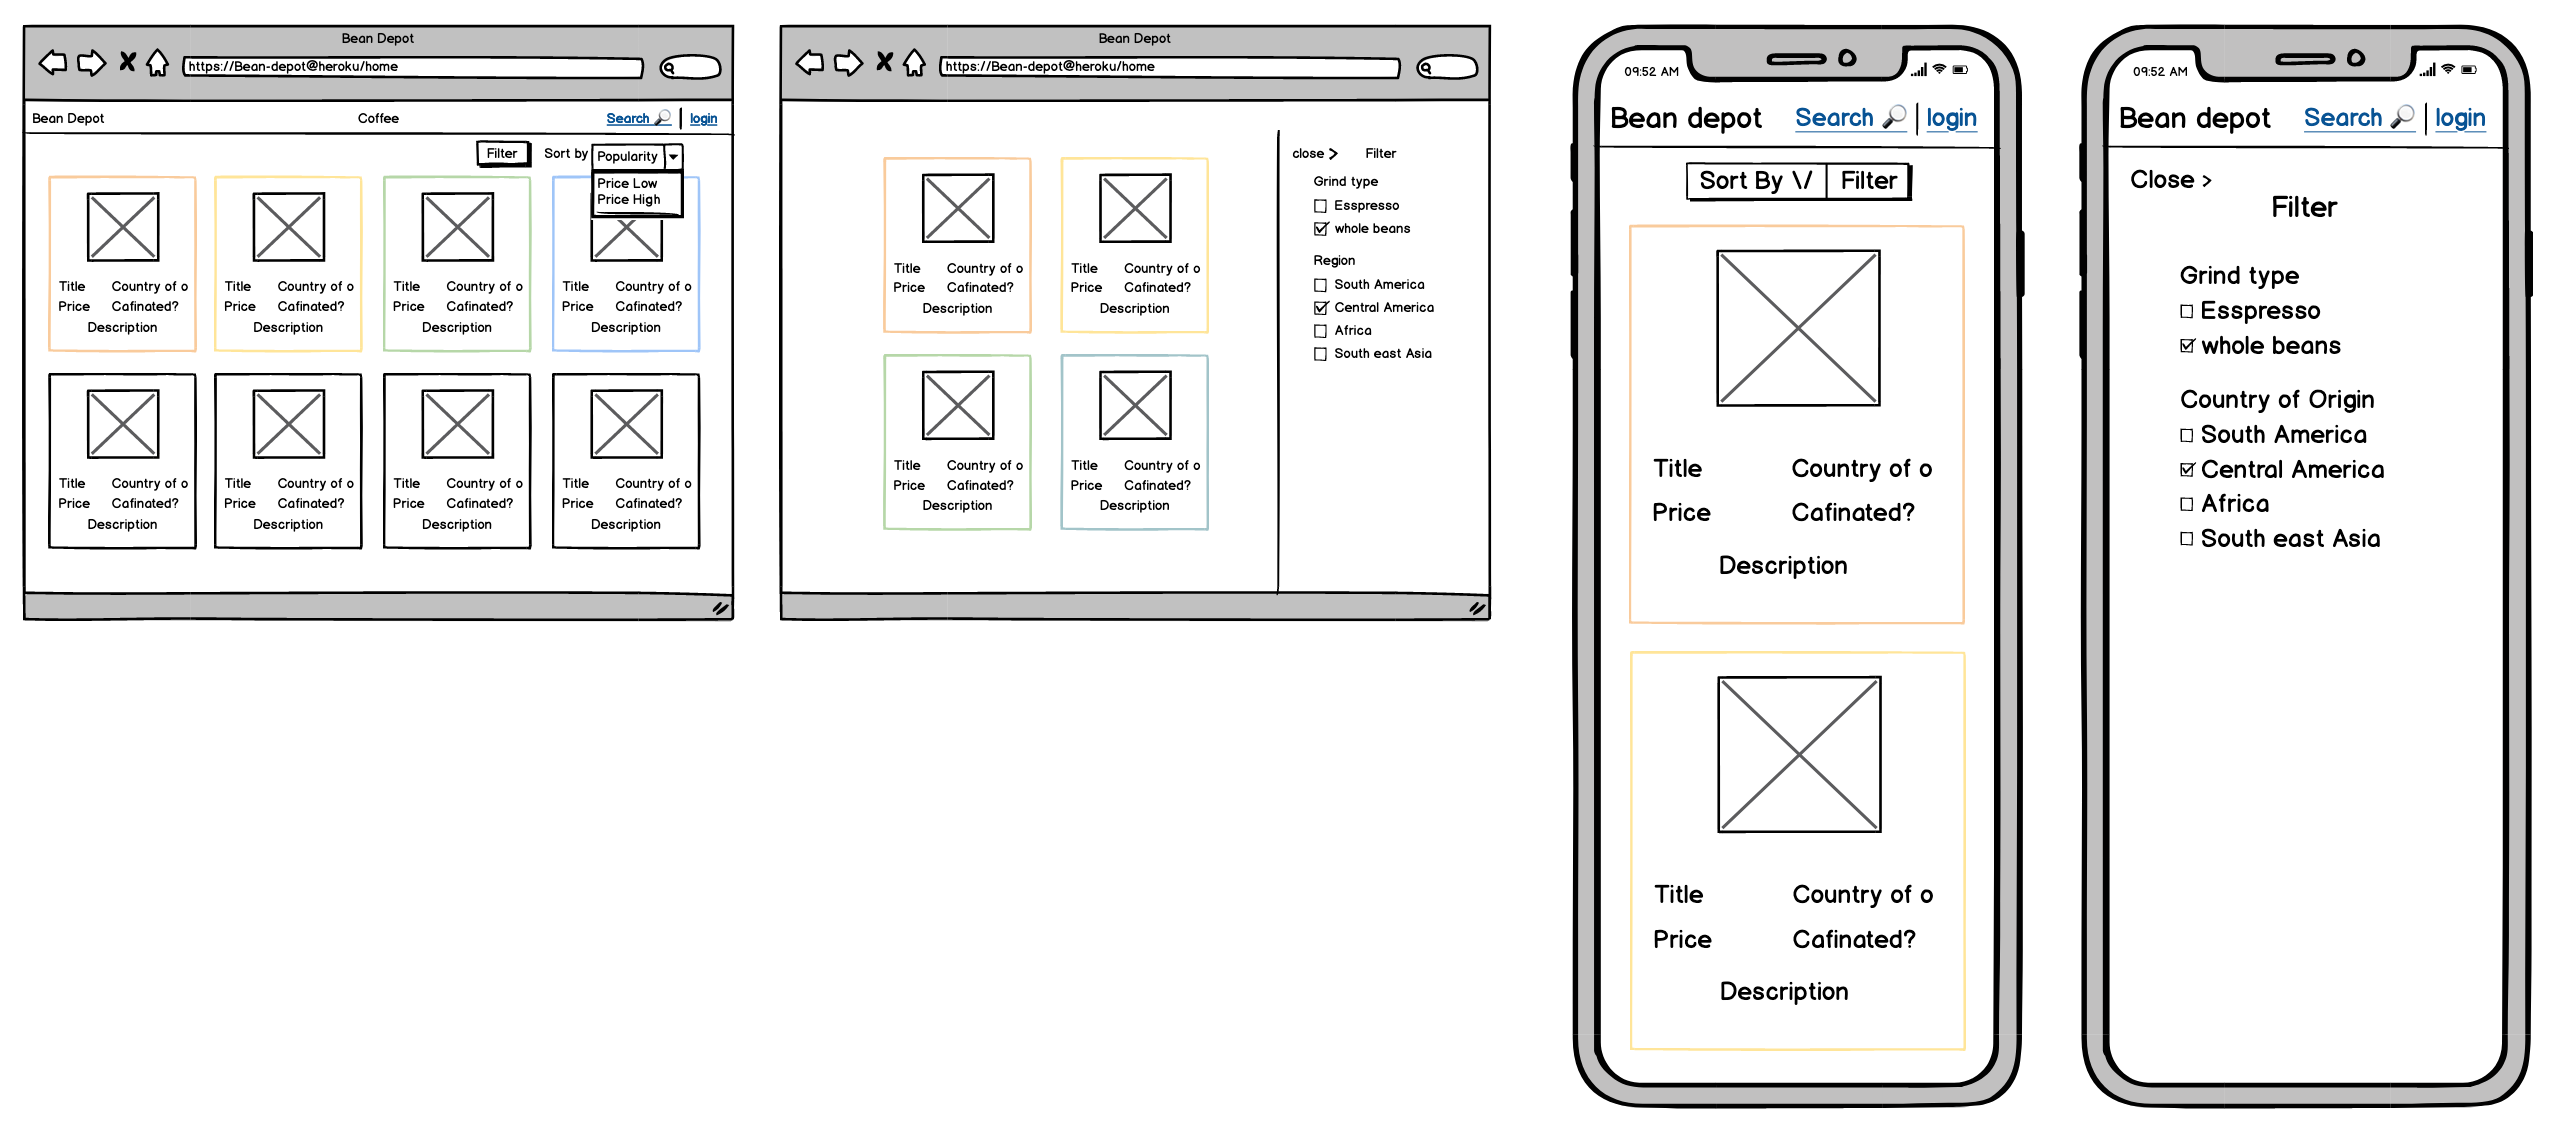 Bean Depot
https://Bean-depot@heroku/home
Bean Depot Coffee Search login
Filter Sort by Popularity
Price Low
Price High
Title Country of o Title Country of o Title Country of o Title Country of o
Price Cafinated? Price Cafinated? Price Cafinated? Price Cafinated?
Description Description Description Description
Title Country of o Title Country of o Title Country of o Title Country of o
Price Cafinated? Price Cafinated? Price Cafinated? Price Cafinated?
Description Description Description Description
Bean Depot
https://Bean-depot@heroku/home
Title Country of o Title Country of o
Price Cafinated? Price Cafinated?
Description Description
Title Country of o Title Country of o
Price Cafinated? Price Cafinated?
Description Description
close > Filter
Grind type
Esspresso
whole beans
Region
South America
Central America
Africa
South east Asia
09:52 AM
Bean depot Search login
Sort By \/ Filter
Title Country of o
Price Cafinated?
Description
Title Country of o
Price Cafinated?
Description
09:52 AM
Bean depot Search login
Close >
Filter
Grind type
Esspresso
whole beans
Country of Origin
South America
Central America
Africa
South east Asia